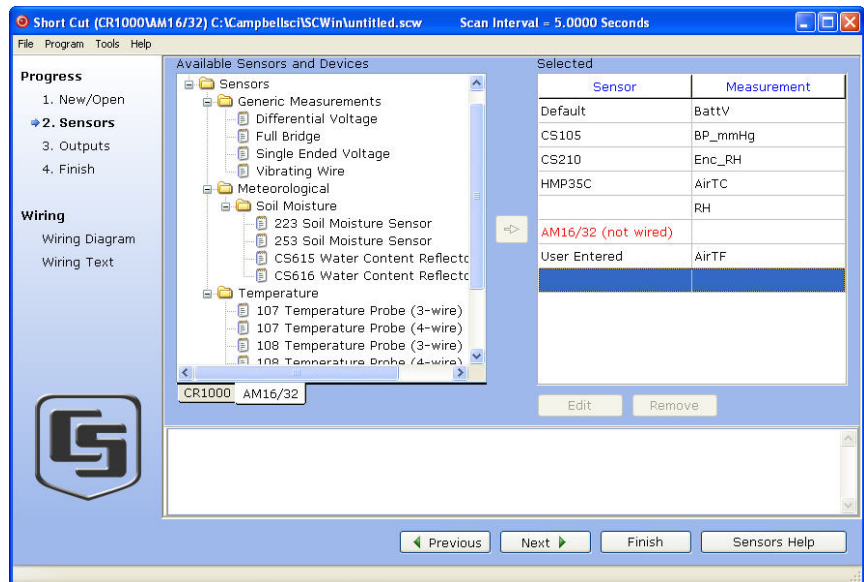 Short Cut (CR1000\AM16/32) C:\Campbellsci\SCWin\untitled.scw Scan Interval = 5.0000 Seconds
File Program Tools Help
Progress
1. New/Open
2. Sensors
3. Outputs
4. Finish
Wiring
Wiring Diagram
Wiring Text
Available Sensors and Devices
Sensors
Generic Measurements
Differential Voltage
Full Bridge
Single Ended Voltage
Vibrating Wire
Meteorological
Soil Moisture
223 Soil Moisture Sensor
253 Soil Moisture Sensor
CS615 Water Content Reflecto
CS616 Water Content Reflecto
Temperature
107 Temperature Probe (3-wire)
107 Temperature Probe (4-wire)
108 Temperature Probe (3-wire)
108 Temperature Probe (4-wire)
CR1000 AM16/32
Selected
Sensor Measurement
Default BattV
CS105 BP_mmHg
CS210 Enc_RH
HMP35C AirTC
RH
AM16/32 (not wired)
User Entered AirTF
Edit Remove
Previous Next Finish Sensors Help